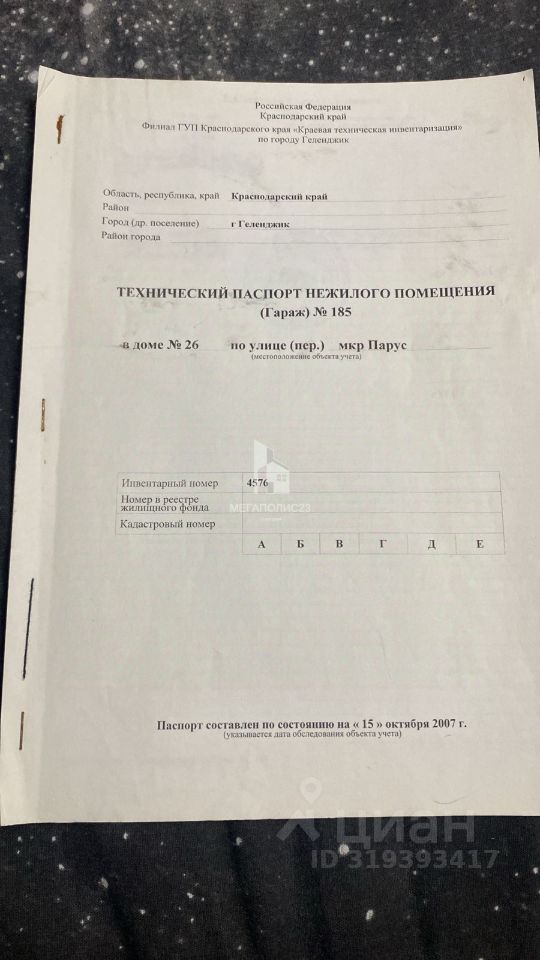 Российская Федерация
Краснодарский край
Филиал ГУП Краснодарского края «Краевая техническая инвентаризация»
по городу Геленджик
Область, республика, край Краснодарский край
Район
Город (др. поселение) г Геленджик
Район города
ТЕХНИЧЕСКИЙ ПАСПОРТ НЕЖИЛОГО ПОМЕЩЕНИЯ
(Гараж) № 185
в доме № 26 по улице (пер.) мкр Парус
(местоположение объекта учета)
Инвентарный номер 4576
Номер в реестре
жилищного фонда
МЕГАПОЛИС23
Кадастровый номер
А Б В Г Д Е
Паспорт составлен по состоянию на « 15 » октября 2007 г.
(указывается дата обследования объекта учета)
циан
ID 319393417